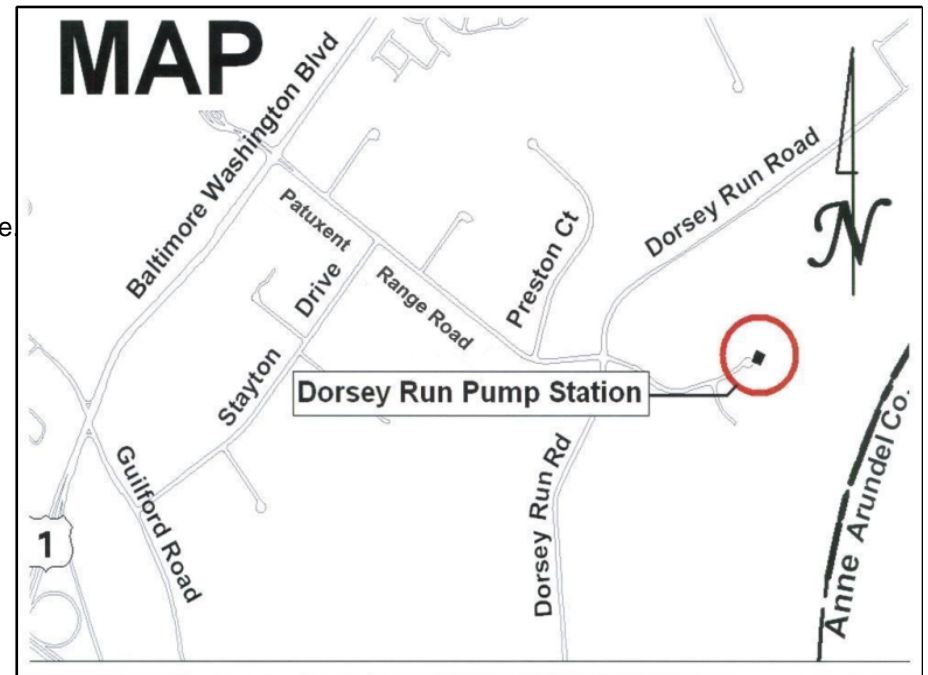 MAP
Baltimore Washington Blvd
Patuxent
Range Road
Stayton
Drive
Preston Ct
Dorsey Run Road
N
Dorsey Run Pump Station
Dorsey Run Rd
Guilford Road
1
Anne Arundel Co.
e.